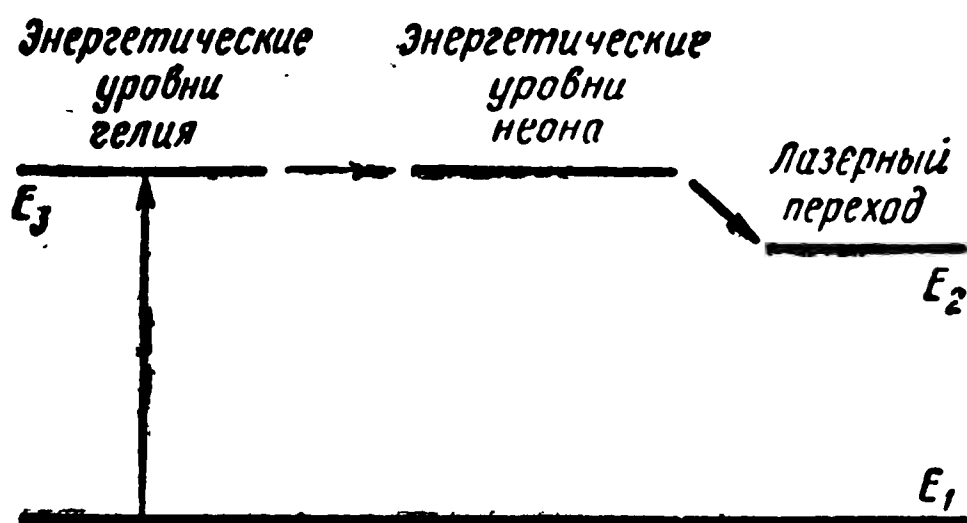 Энергетические
уровни
гелия
Энергетические
уровни
неона
Лазерный
переход
E3
E2
E1